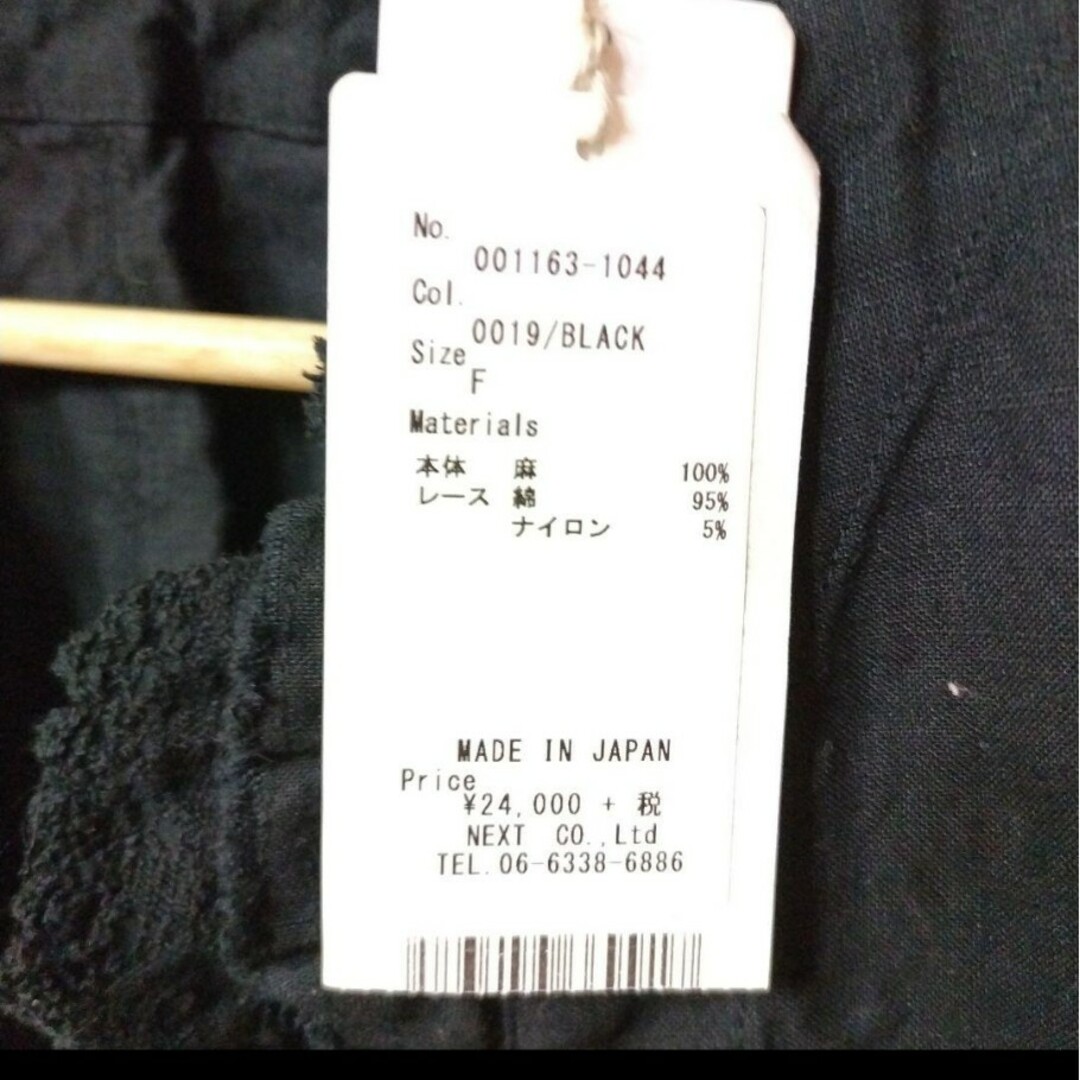 No.
001163-1044
Col.
0019/BLACK
Size
F
Materials
本体 麻 100%
レース 綿 95%
ナイロン 5%
MADE IN JAPAN
Price
¥24,000 + 税
NEXT CO.,Ltd
TEL.06-6338-6886